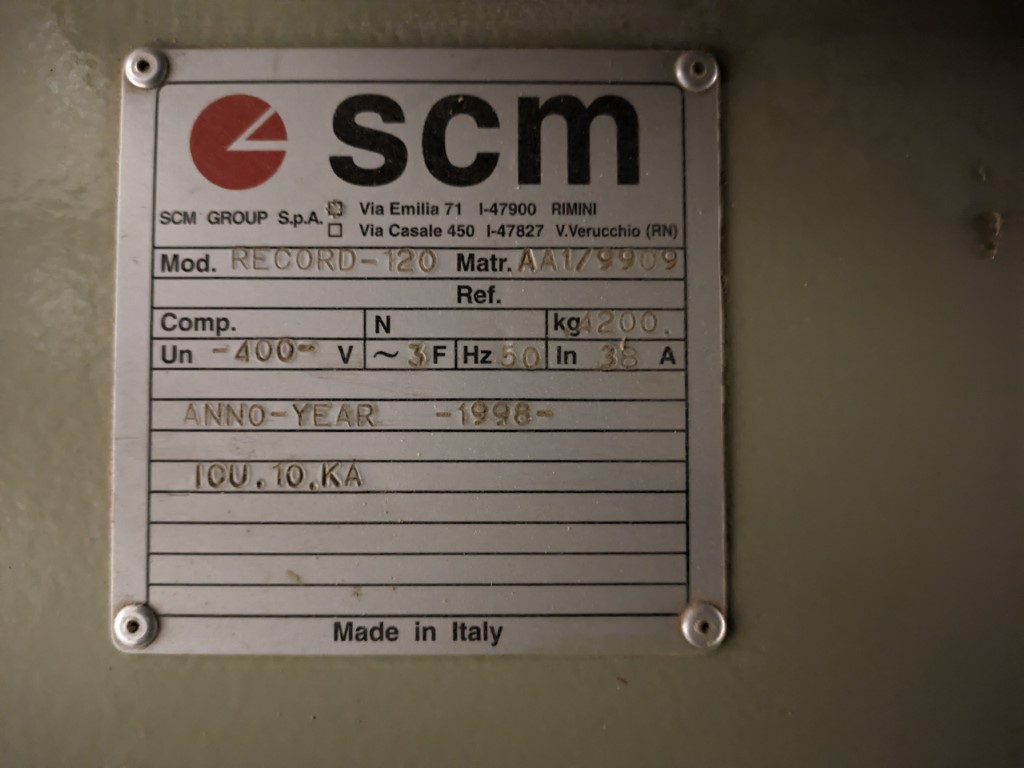 scm
SCM GROUP S.p.A.
Via Emilia 71 I-47900 RIMINI
Via Casale 450 I-47827 V.Verucchio (RN)
Mod. RECORD-120 Matr. AA1/9909
Ref.
Comp. N kg 4200.
Un -400- V ~ 3 F Hz 50 In 38 A
ANNO-YEAR -1998-
ICU.10.KA
Made in Italy